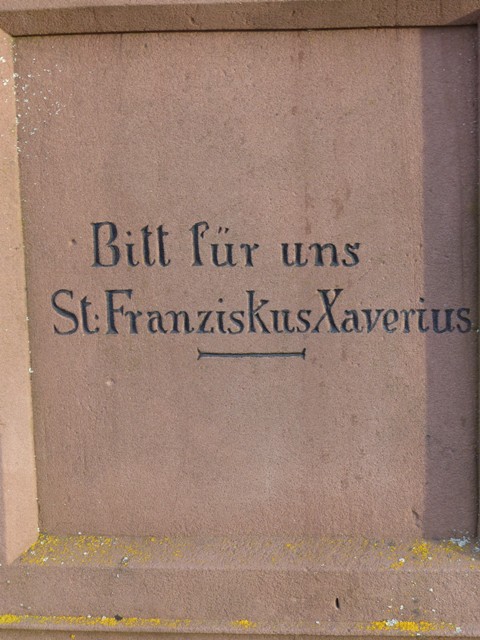 Bitt für uns
St: Franziskus Xaverius